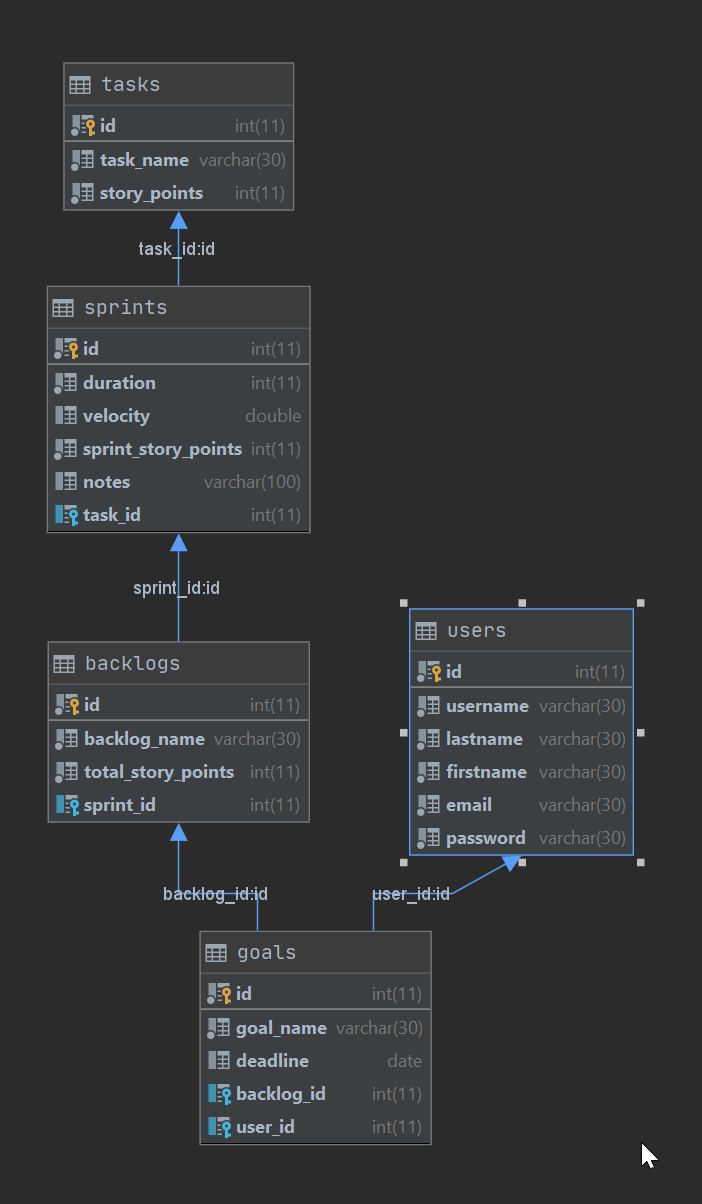 tasks
id int(11)
task_name varchar(30)
story_points int(11)
task_id:id
sprints
id int(11)
duration int(11)
velocity double
sprint_story_points int(11)
notes varchar(100)
task_id int(11)
sprint_id:id
backlogs
id int(11)
backlog_name varchar(30)
total_story_points int(11)
sprint_id int(11)
users
id int(11)
username varchar(30)
lastname varchar(30)
firstname varchar(30)
email varchar(30)
password varchar(30)
backlog_id:id
user_id:id
goals
id int(11)
goal_name varchar(30)
deadline date
backlog_id int(11)
user_id int(11)